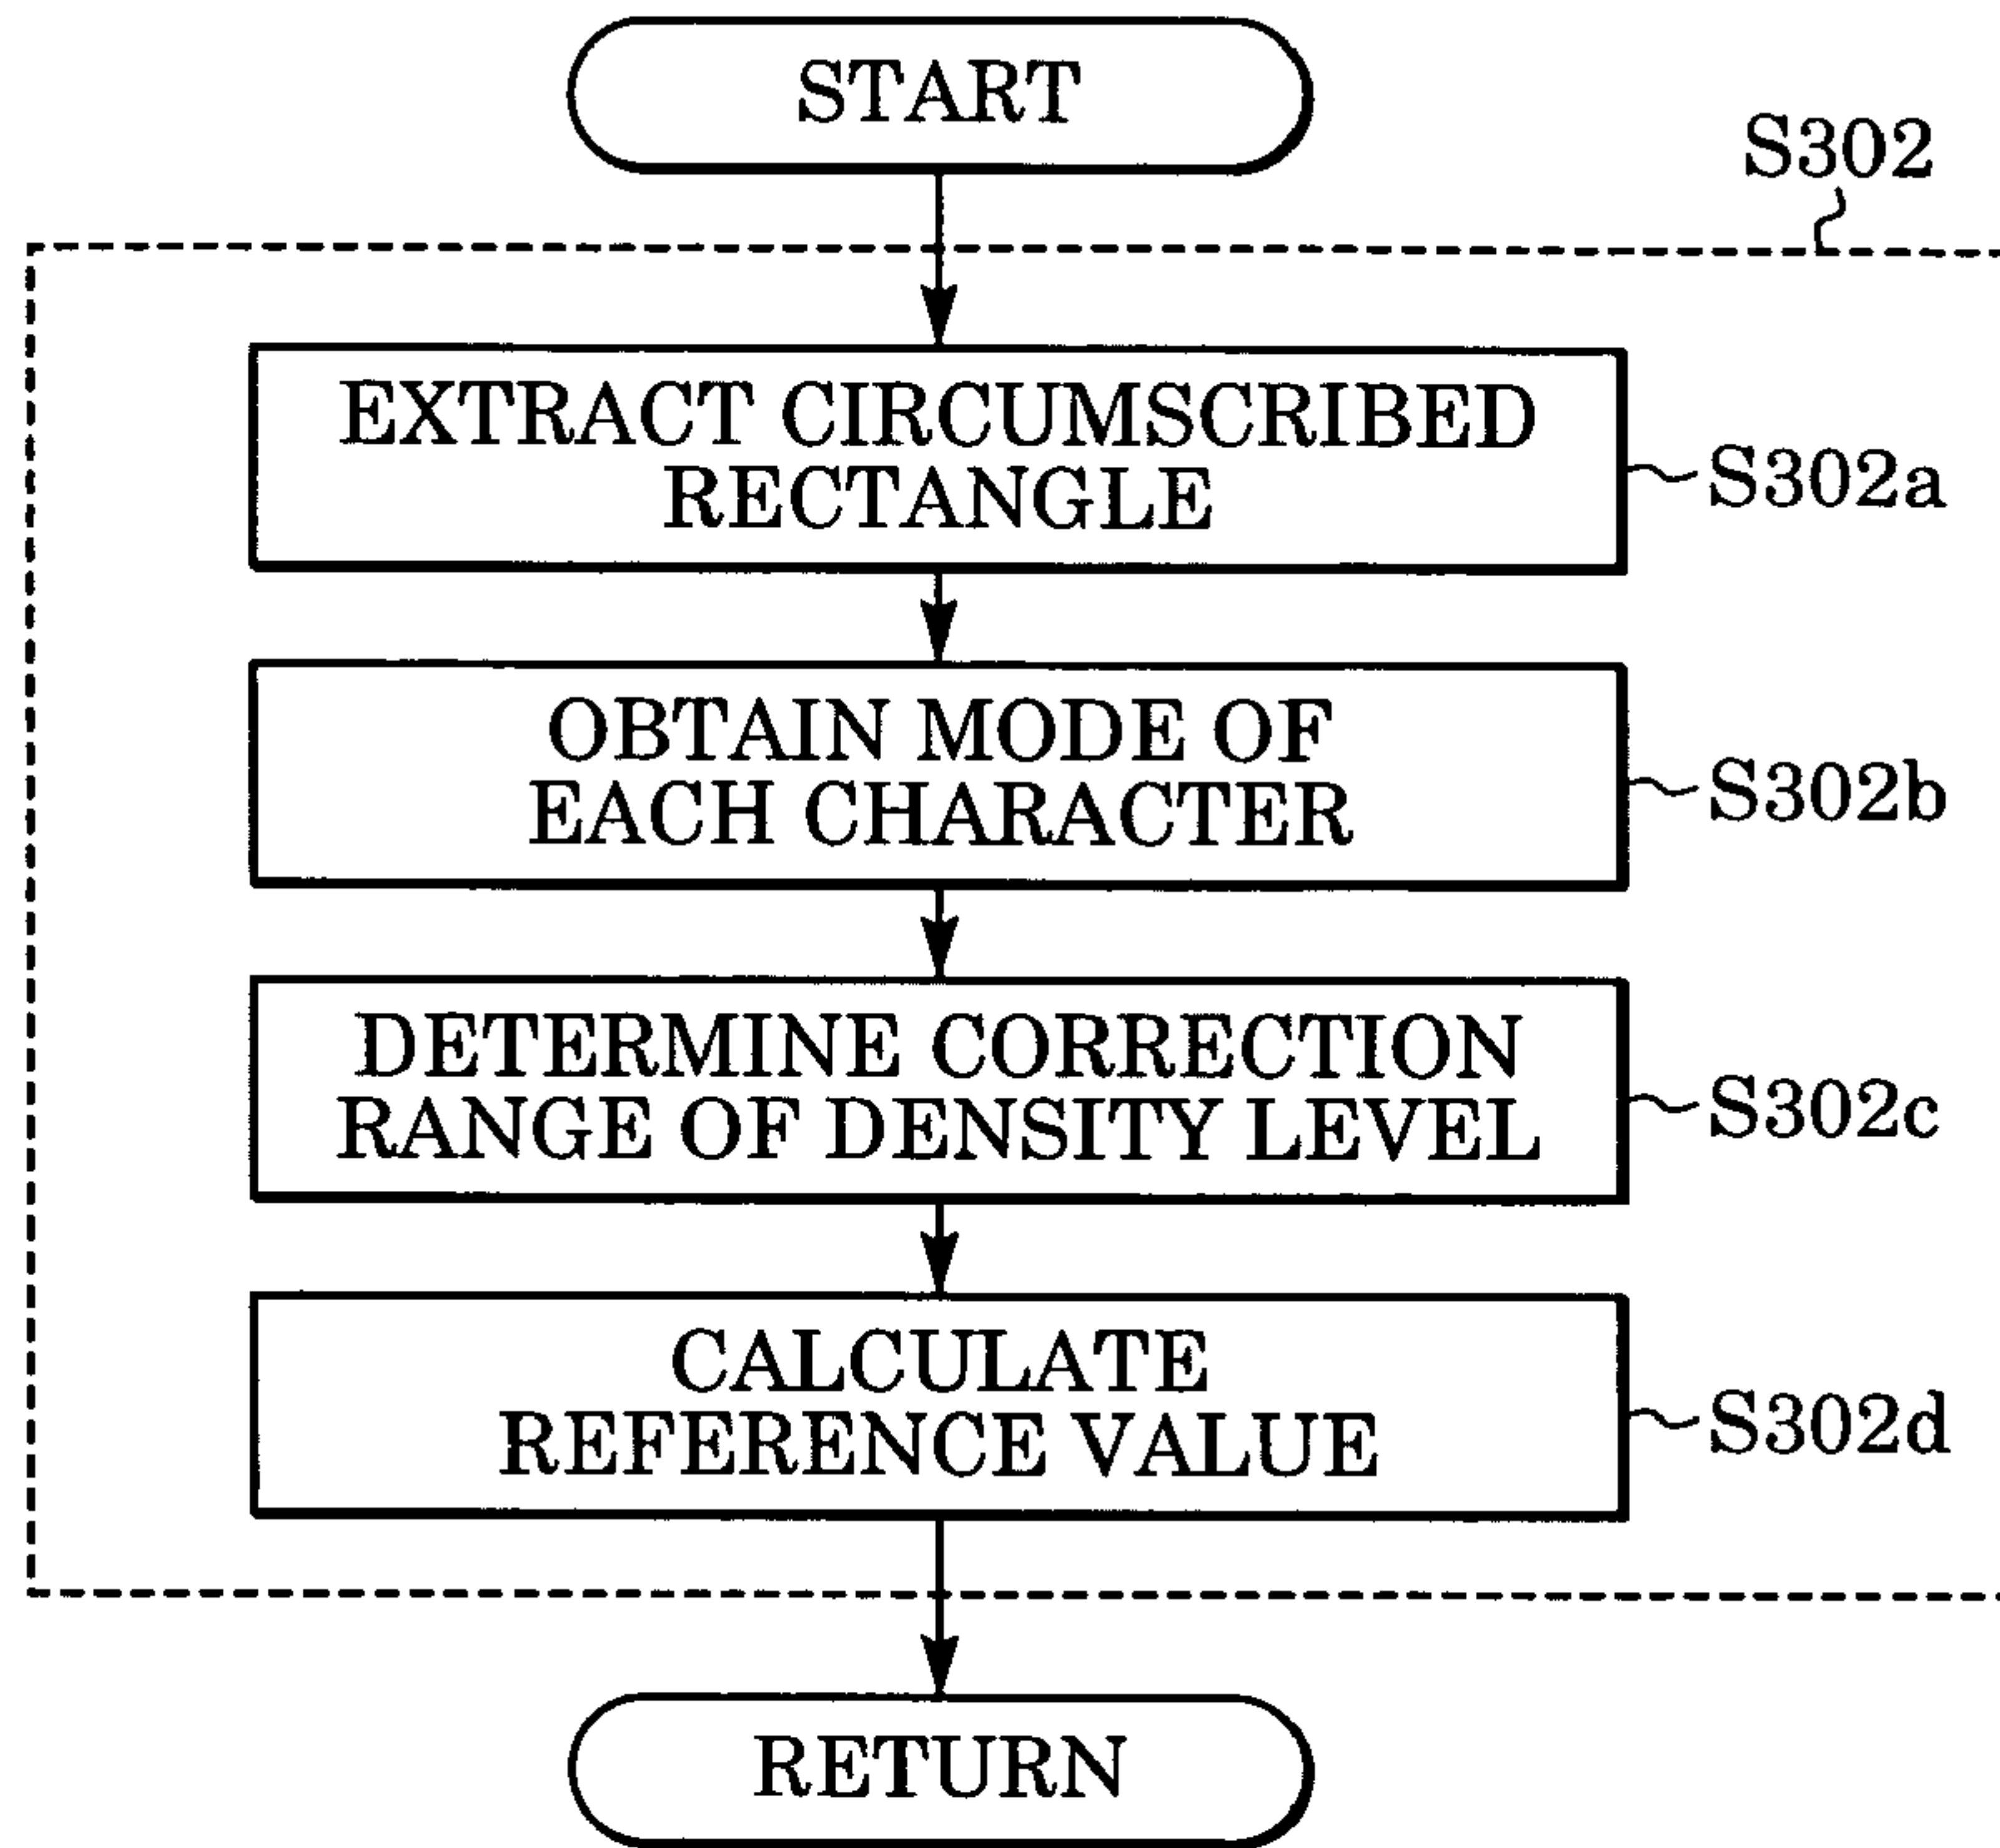 START
S302
EXTRACT CIRCUMSCRIBED
RECTANGLE
S302a
OBTAIN MODE OF
EACH CHARACTER
S302b
DETERMINE CORRECTION
RANGE OF DENSITY LEVEL
S302c
CALCULATE
REFERENCE VALUE
S302d
RETURN